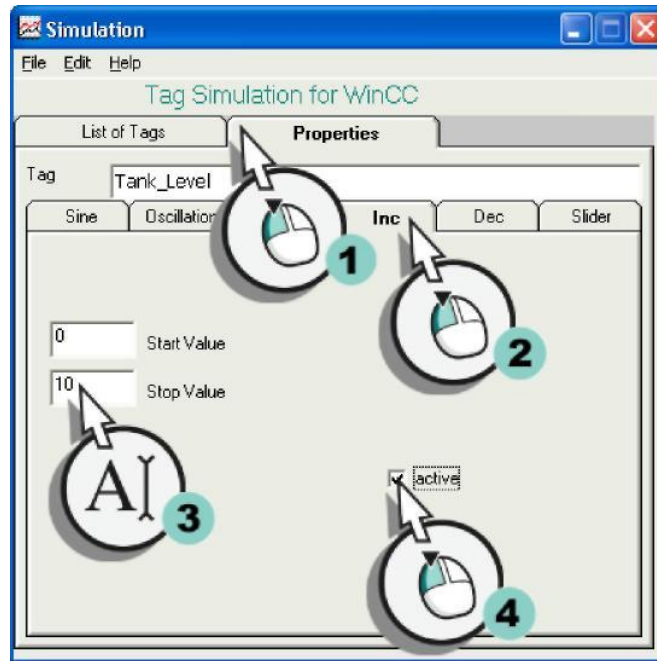 Simulation
File Edit Help
Tag Simulation for WinCC
List of Tags Properties
Tag Tank_Level
Sine Oscillation Inc Dec Slider
1
2
0 Start Value
10 Stop Value
active
A
3
4